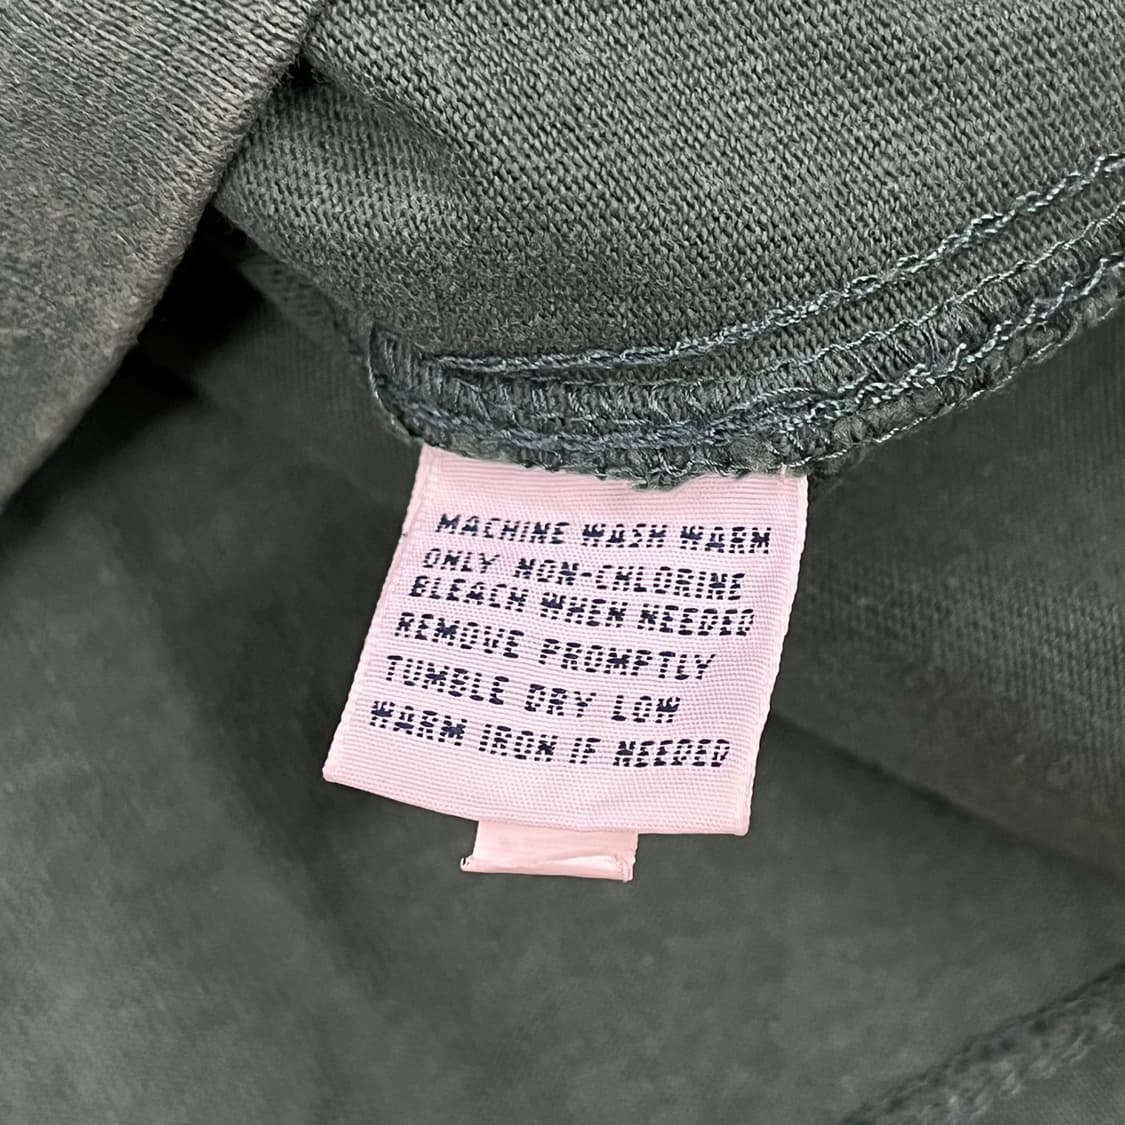 MACHINE WASH WARM
ONLY NON-CHLORINE
BLEACH WHEN NEEDED
REMOVE PROMPTLY
TUMBLE DRY LOW
WARM IRON IF NEEDED